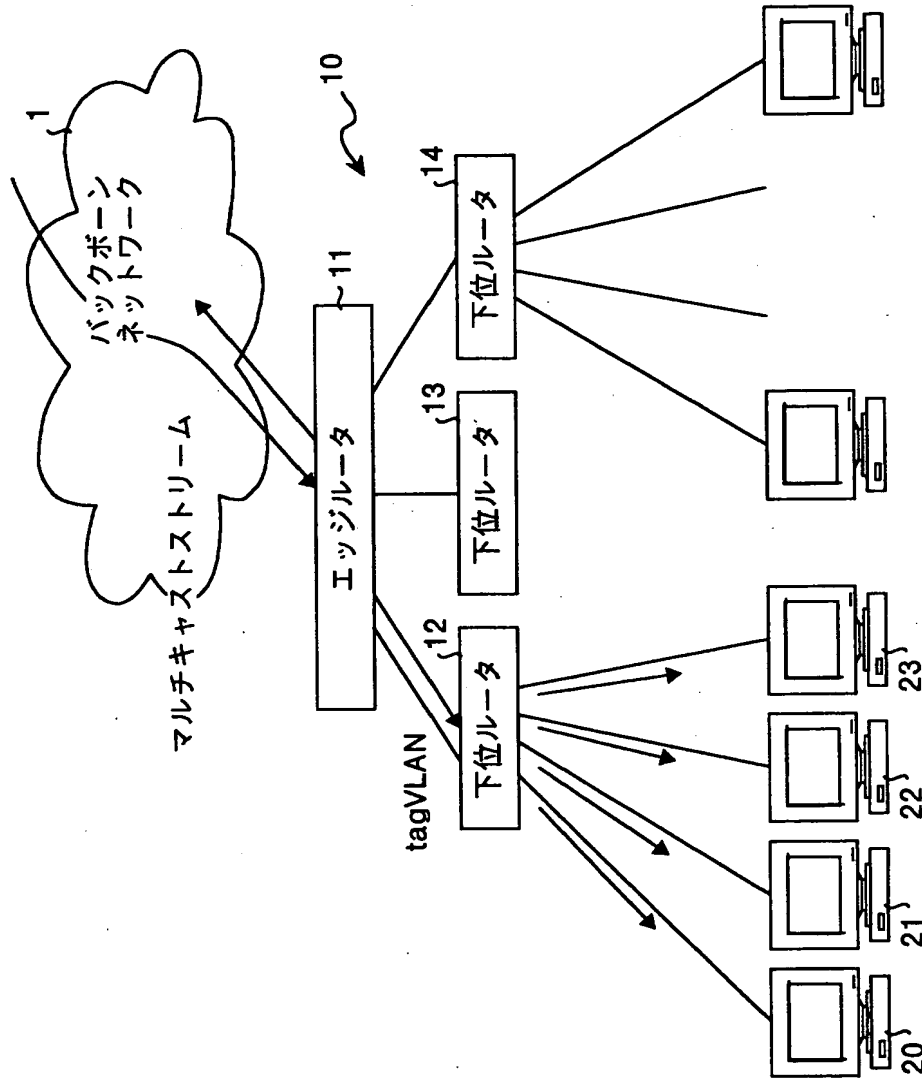 1
バックボーン
ネットワーク
マルチキャストストリーム
10
11
エッジルータ
tagVLAN
12
下位ルータ
13
下位ルータ
14
下位ルータ
20
21
22
23